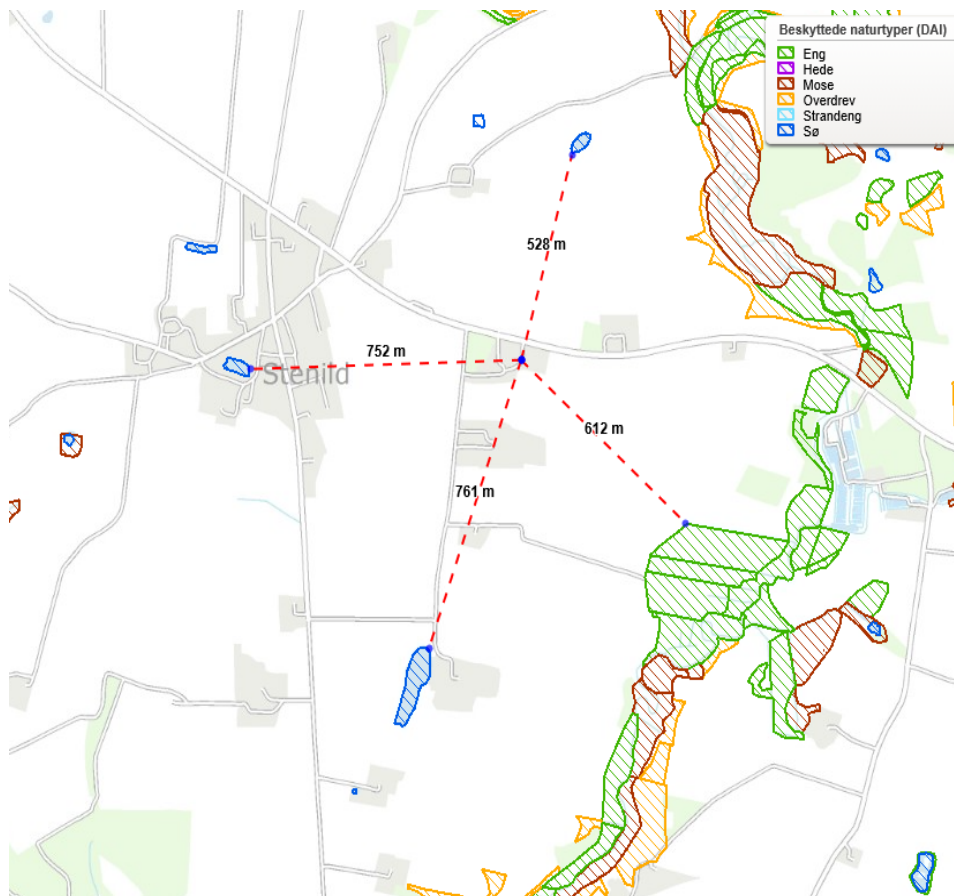 Beskyttede naturtyper (DAI)
Eng
Hede
Mose
Overdrev
Strandeng
Sø
528 m
752 m
Stenild
612 m
761 m